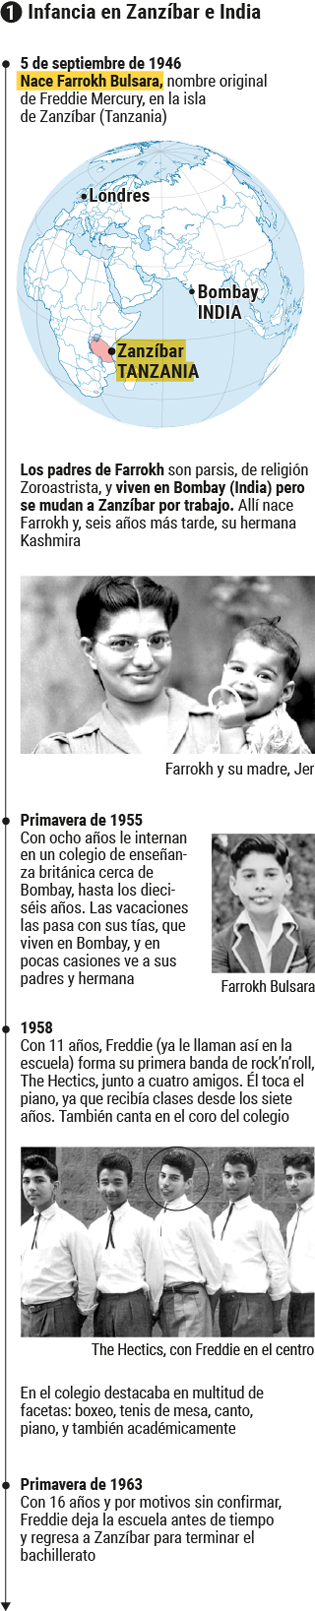 1 Infancia en Zanzíbar e India
5 de septiembre de 1946
Nace Farrokh Bulsara, nombre original
de Freddie Mercury, en la isla
de Zanzíbar (Tanzania)
Londres
Bombay
INDIA
Zanzíbar
TANZANIA
Los padres de Farrokh son parsis, de religión
Zoroastrista, y viven en Bombay (India) pero
se mudan a Zanzíbar por trabajo. Allí nace
Farrokh y, seis años más tarde, su hermana
Kashmira
Farrokh y su madre, Jer
Primavera de 1955
Con ocho años le internan
en un colegio de enseñan-
za británica cerca de
Bombay, hasta los dieci-
séis años. Las vacaciones
las pasa con sus tías, que
viven en Bombay, y en
pocas casiones ve a sus
padres y hermana
Farrokh Bulsara
1958
Con 11 años, Freddie (ya le llaman así en la
escuela) forma su primera banda de rock’n’roll,
The Hectics, junto a cuatro amigos. Él toca el
piano, ya que recibía clases desde los siete
años. También canta en el coro del colegio
The Hectics, con Freddie en el centro
En el colegio destacaba en multitud de
facetas: boxeo, tenis de mesa, canto,
piano, y también académicamente
Primavera de 1963
Con 16 años y por motivos sin confirmar,
Freddie deja la escuela antes de tiempo
y regresa a Zanzíbar para terminar el
bachillerato